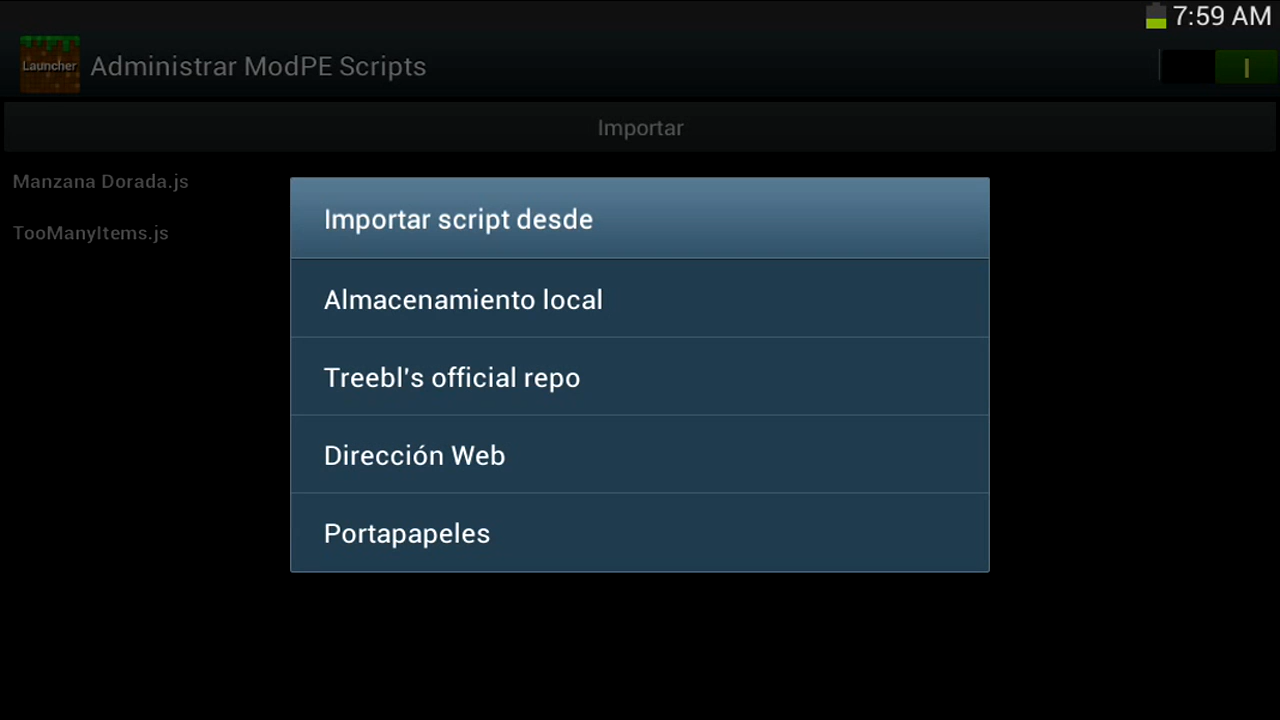 7:59 AM
Launcher
Administrar ModPE Scripts
Importar
Manzana Dorada.js
TooManyItems.js
Importar script desde
Almacenamiento local
Treebl's official repo
Dirección Web
Portapapeles